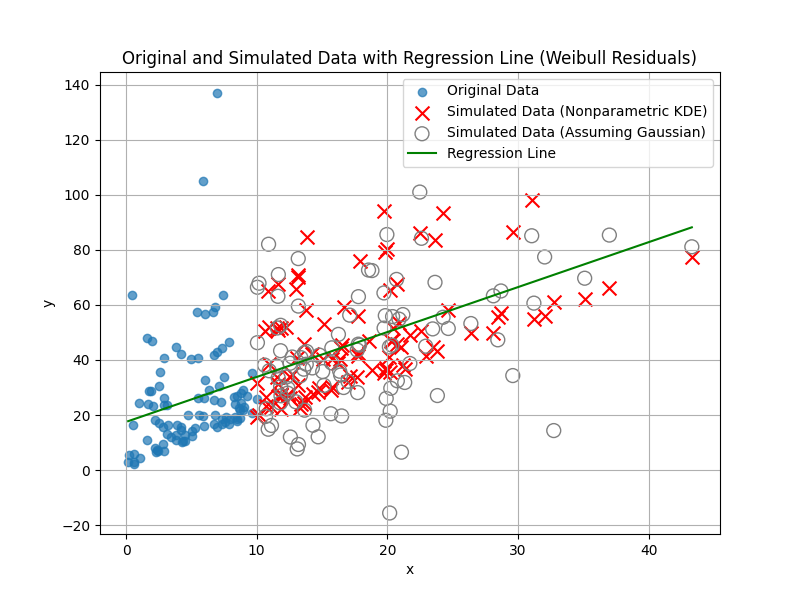 Original and Simulated Data with Regression Line (Weibull Residuals)
140
120
100
80
60
40
20
0
−20
y
Original Data
Simulated Data (Nonparametric KDE)
Simulated Data (Assuming Gaussian)
Regression Line
0 10 20 30 40
x